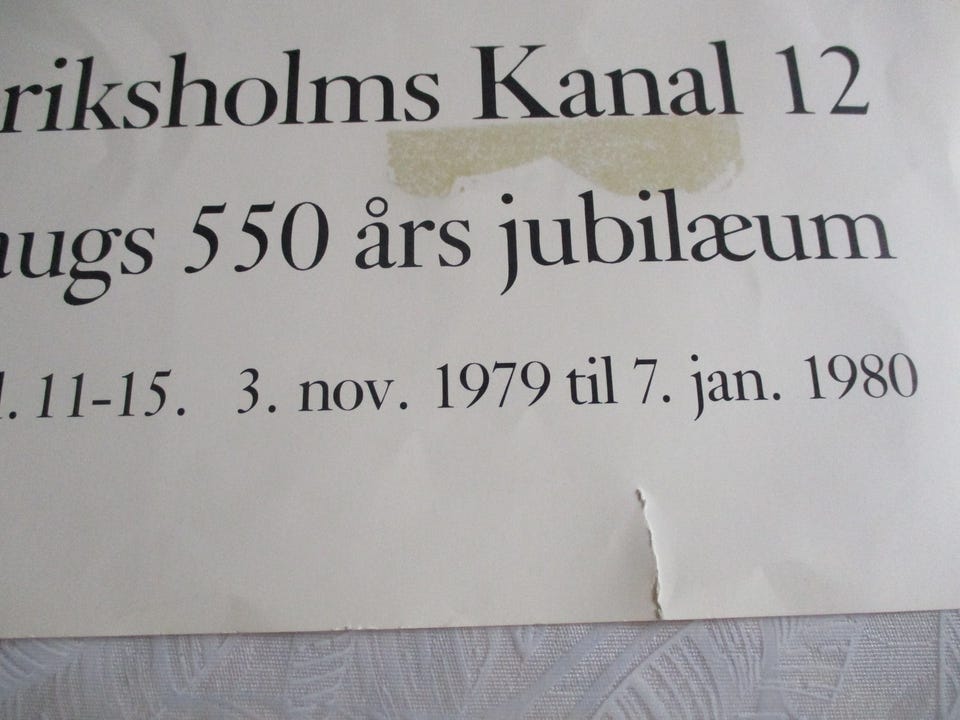 riksholms Kanal 12
augs 550 års jubilæum
l. 11-15. 3. nov. 1979 til 7. jan. 1980